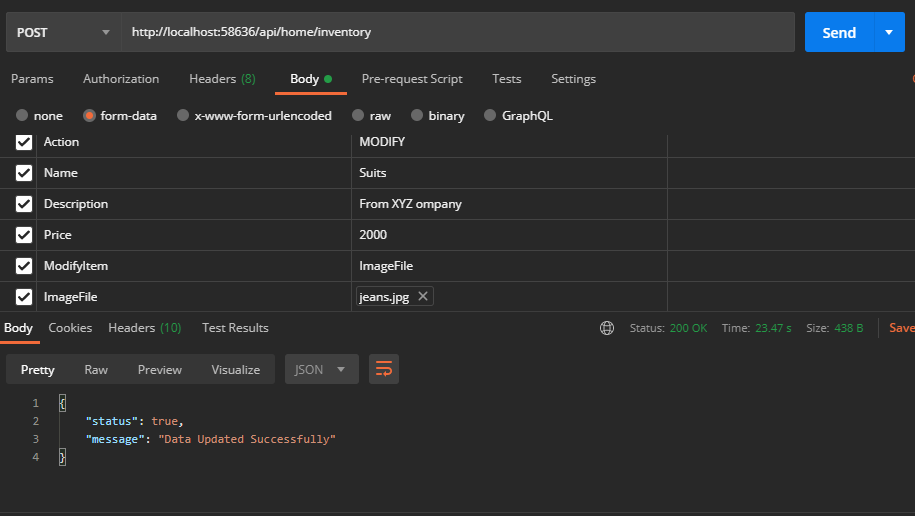 POST http://localhost:58636/api/home/inventory Send
Params Authorization Headers (8) Body Pre-request Script Tests Settings
none form-data x-www-form-urlencoded raw binary GraphQL
Action MODIFY
Name Suits
Description From XYZ ompany
Price 2000
ModifyItem ImageFile
ImageFile jeans.jpg
Body Cookies Headers (10) Test Results Status: 200 OK Time: 23.47 s Size: 438 B Save
Pretty Raw Preview Visualize JSON
1 {
2 "status": true,
3 "message": "Data Updated Successfully"
4 }